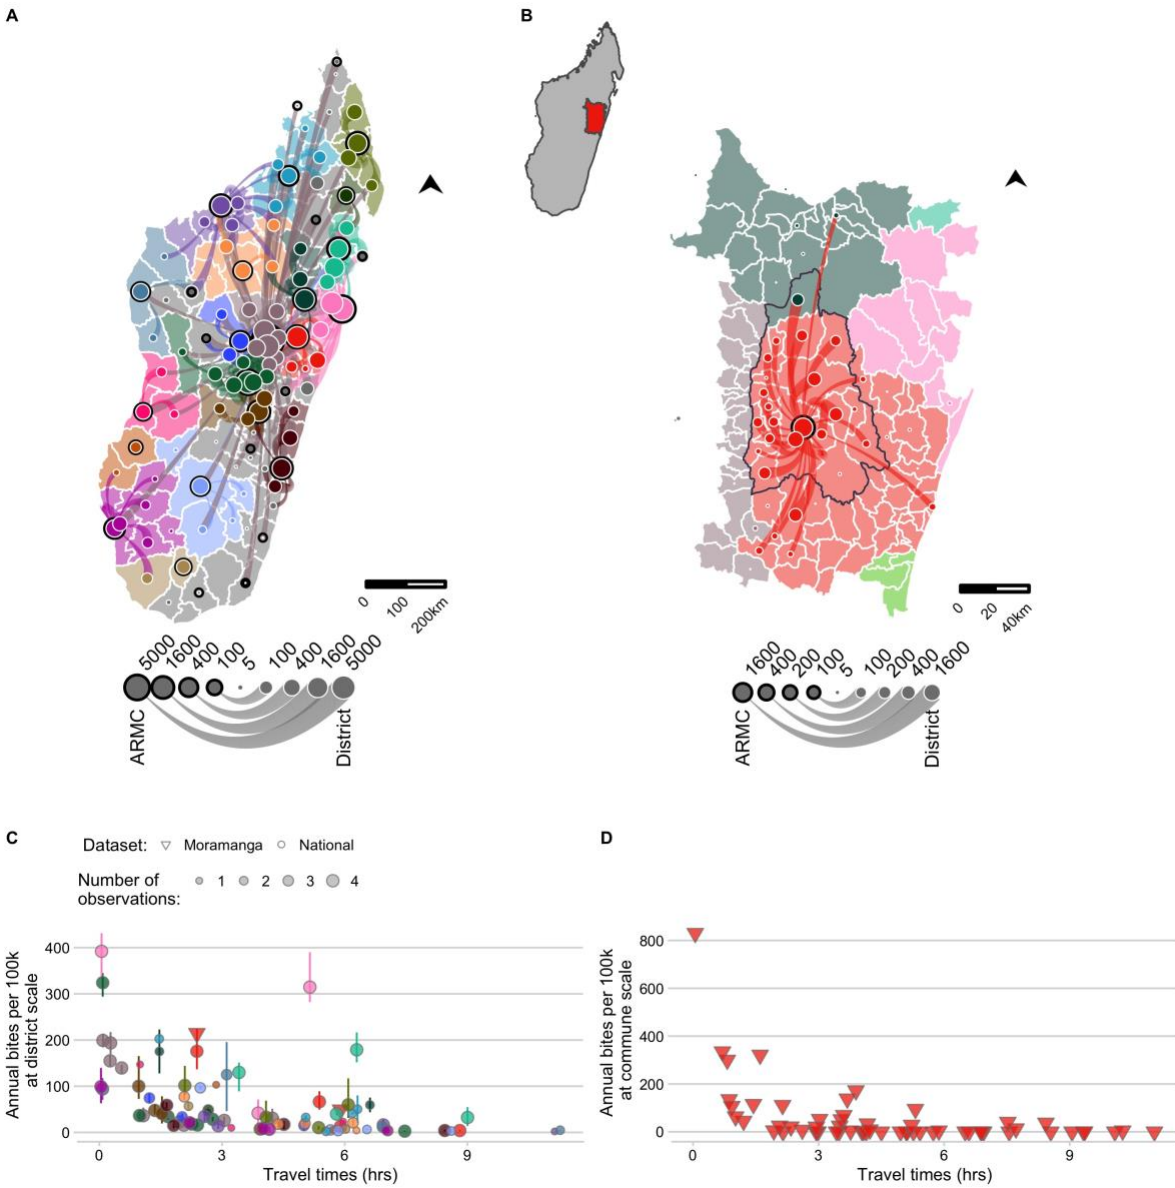 A
B
0
100
200km
0
20
40km
5000
1600
400
100
5
100
400
1600
5000
ARMC
District
1600
400
200
100
5
100
200
400
1600
ARMC
District
C
Dataset: Moramanga National
Number of
observations:
1 2 3 4
Annual bites per 100k
at district scale
400
300
200
100
0
0 3 6 9
Travel times (hrs)
D
Annual bites per 100k
at commune scale
800
600
400
200
0
0 3 6 9
Travel times (hrs)